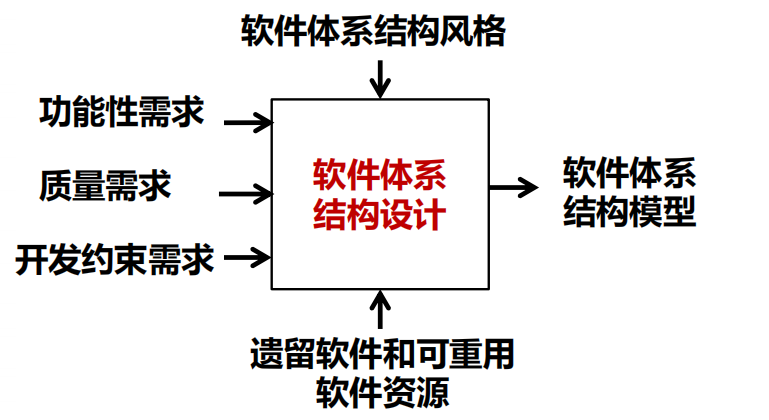 软件体系结构风格
功能性需求
质量需求
开发约束需求
软件体系
结构设计
软件体系
结构模型
遗留软件和可重用
软件资源